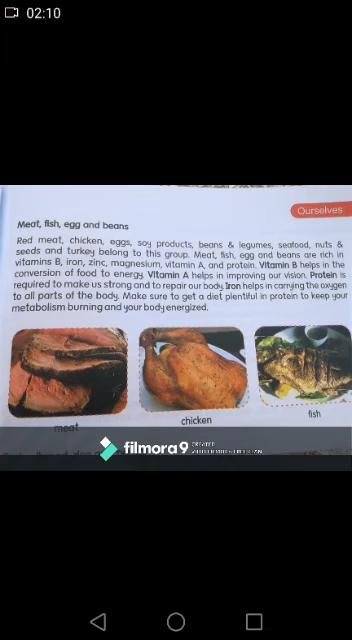 02:10
Ourselves
Meat, fish, egg and beans
Red meat, chicken, eggs, soy products, beans & legumes, seafood, nuts &
seeds and turkey belong to this group. Meat, fish, egg and beans are rich in
vitamins B, iron, zinc, magnesium, vitamin A, and protein. Vitamin B helps in the
conversion of food to energy. Vitamin A helps in improving our vision. Protein is
required to make us strong and to repair our body. Iron helps in carrying the oxygen
to all parts of the body. Make sure to get a diet plentiful in protein to keep your
metabolism burning and your body energized.
meat
chicken
fish
filmora9
CREATED